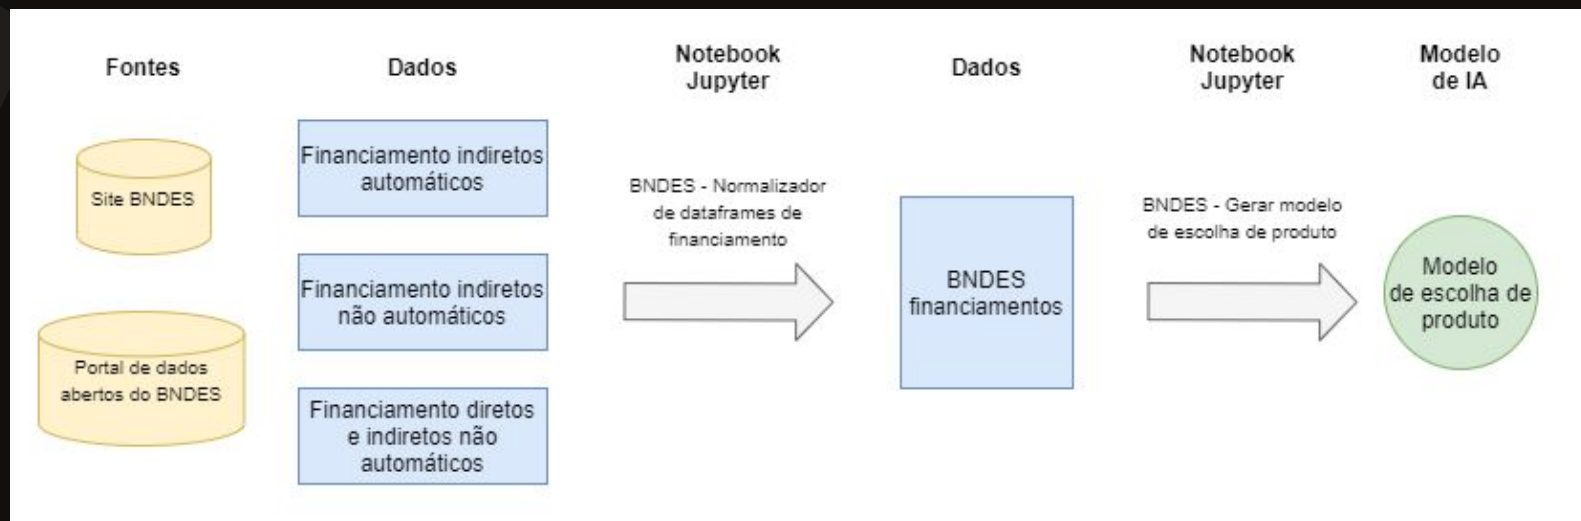 Fontes
Dados
Notebook
Jupyter
Dados
Notebook
Jupyter
Modelo
de IA
Site BNDES
Portal de dados
abertos do BNDES
Financiamento indiretos
automáticos
Financiamento indiretos
não automáticos
Financiamento diretos
e indiretos não
automáticos
BNDES - Normalizador
de dataframes de
financiamento
BNDES
financiamentos
BNDES - Gerar modelo
de escolha de produto
Modelo
de escolha de
produto